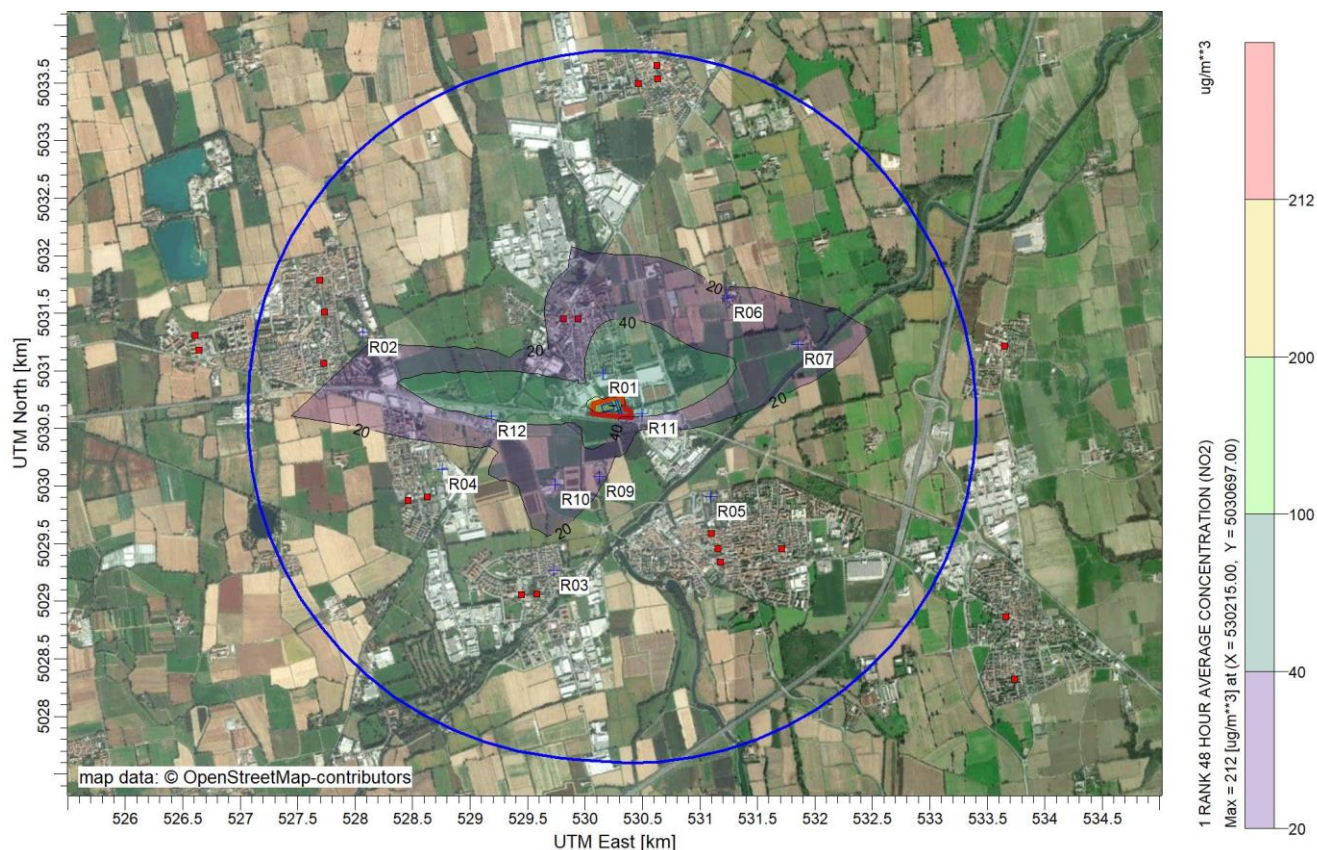 5033.5
5033
5032.5
5032
5031.5
5031
5030.5
5030
5029.5
5029
5028.5
5028
UTM North [km]
20
R06
40
R07
R02
20
R01
20
R12
R11
20
40
R04
R10
R09
R05
20
R03
map data: © OpenStreetMap-contributors
526
526.5
527
527.5
528
528.5
529
529.5
530
530.5
531
531.5
532
532.5
533
533.5
534
534.5
UTM East [km]
ug/m**3
212
200
100
40
20
1 RANK 48 HOUR AVERAGE CONCENTRATION (NO2)
Max = 212 [ug/m**3] at (X = 530215.00, Y = 5030697.00)